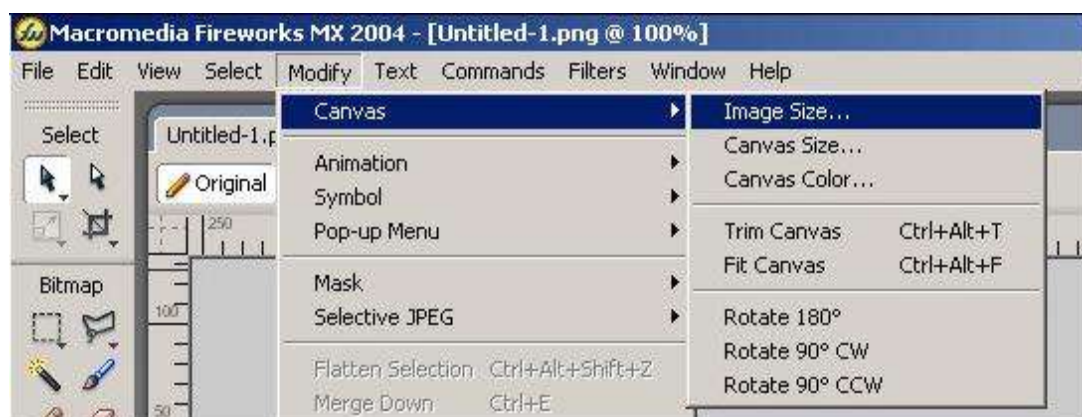 Macromedia Fireworks MX 2004 - [Untitled-1.png @ 100%]
File Edit View Select Modify Text Commands Filters Window Help
Select
Untitled-1.p
Original
250
Bitmap
100
50
Canvas
Animation
Symbol
Pop-up Menu
Mask
Selective JPEG
Flatten Selection Ctrl+Alt+Shift+Z
Merge Down Ctrl+E
Image Size...
Canvas Size...
Canvas Color...
Trim Canvas Ctrl+Alt+T
Fit Canvas Ctrl+Alt+F
Rotate 180°
Rotate 90° CW
Rotate 90° CCW